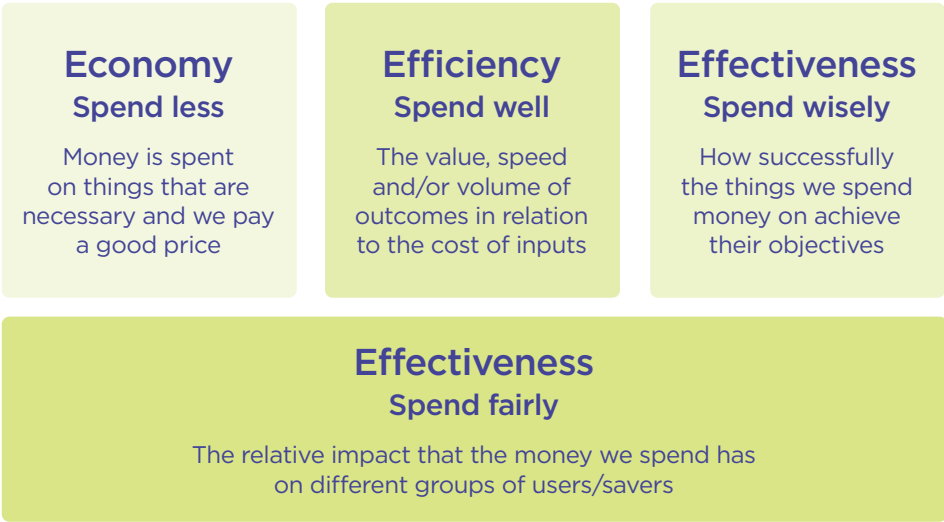 Economy
Spend less
Money is spent
on things that are
necessary and we pay
a good price
Efficiency
Spend well
The value, speed
and/or volume of
outcomes in relation
to the cost of inputs
Effectiveness
Spend wisely
How successfully
the things we spend
money on achieve
their objectives
Effectiveness
Spend fairly
The relative impact that the money we spend has
on different groups of users/savers